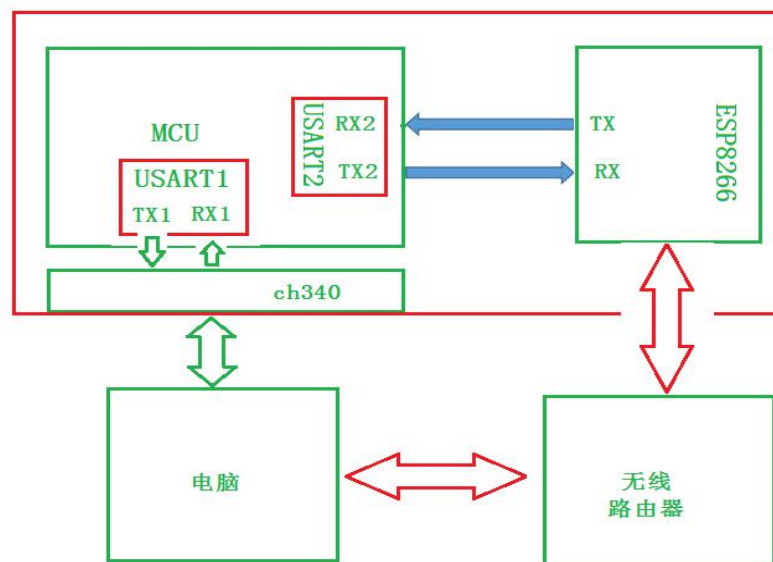 MCU
USART1
TX1 RX1
USART2
RX2
TX2
TX
RX
ESP8266
ch340
电脑
无线
路由器